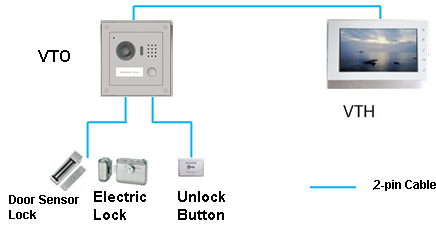 VTO
VTH
Door Sensor
Lock
Electric
Lock
Unlock
Button
2-pin Cable